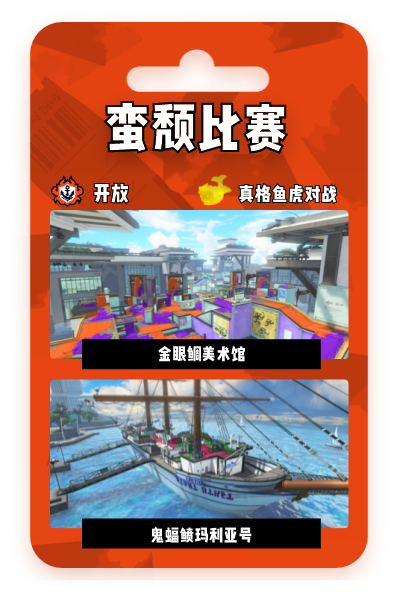 蛮颓比赛
开放
真格鱼虎对战
金眼鲷美术馆
鬼蝠鲼玛利亚号